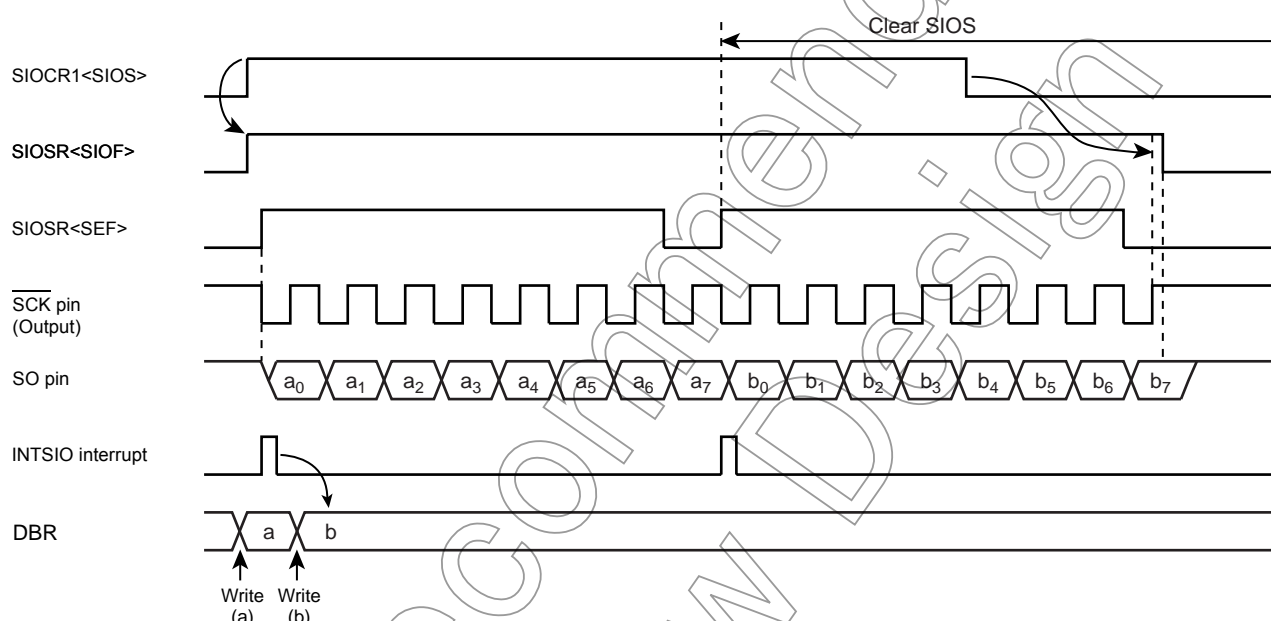 Clear SIOS
SIOCR1<SIOS>
SIOSR<SIOF>
SIOSR<SEF>
SCK pin
(Output)
SO pin
a0 a1 a2 a3 a4 a5 a6 a7 b0 b1 b2 b3 b4 b5 b6 b7
INTSIO interrupt
DBR
a b
Write Write
(a) (b)